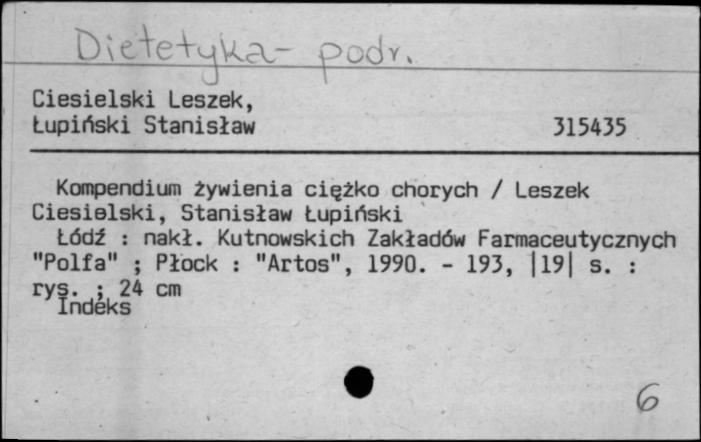 Dietetyka - podr.
Ciesielski Leszek,
Łupiński Stanisław 315435
Kompendium żywienia ciężko chorych / Leszek
Ciesielski, Stanisław Łupiński
Łódź : nakł. Kutnowskich Zakładów Farmaceutycznych
"Polfa" ; Płock : "Artos", 1990. - 193, |19| s. :
rys. ; 24 cm
Indeks
6